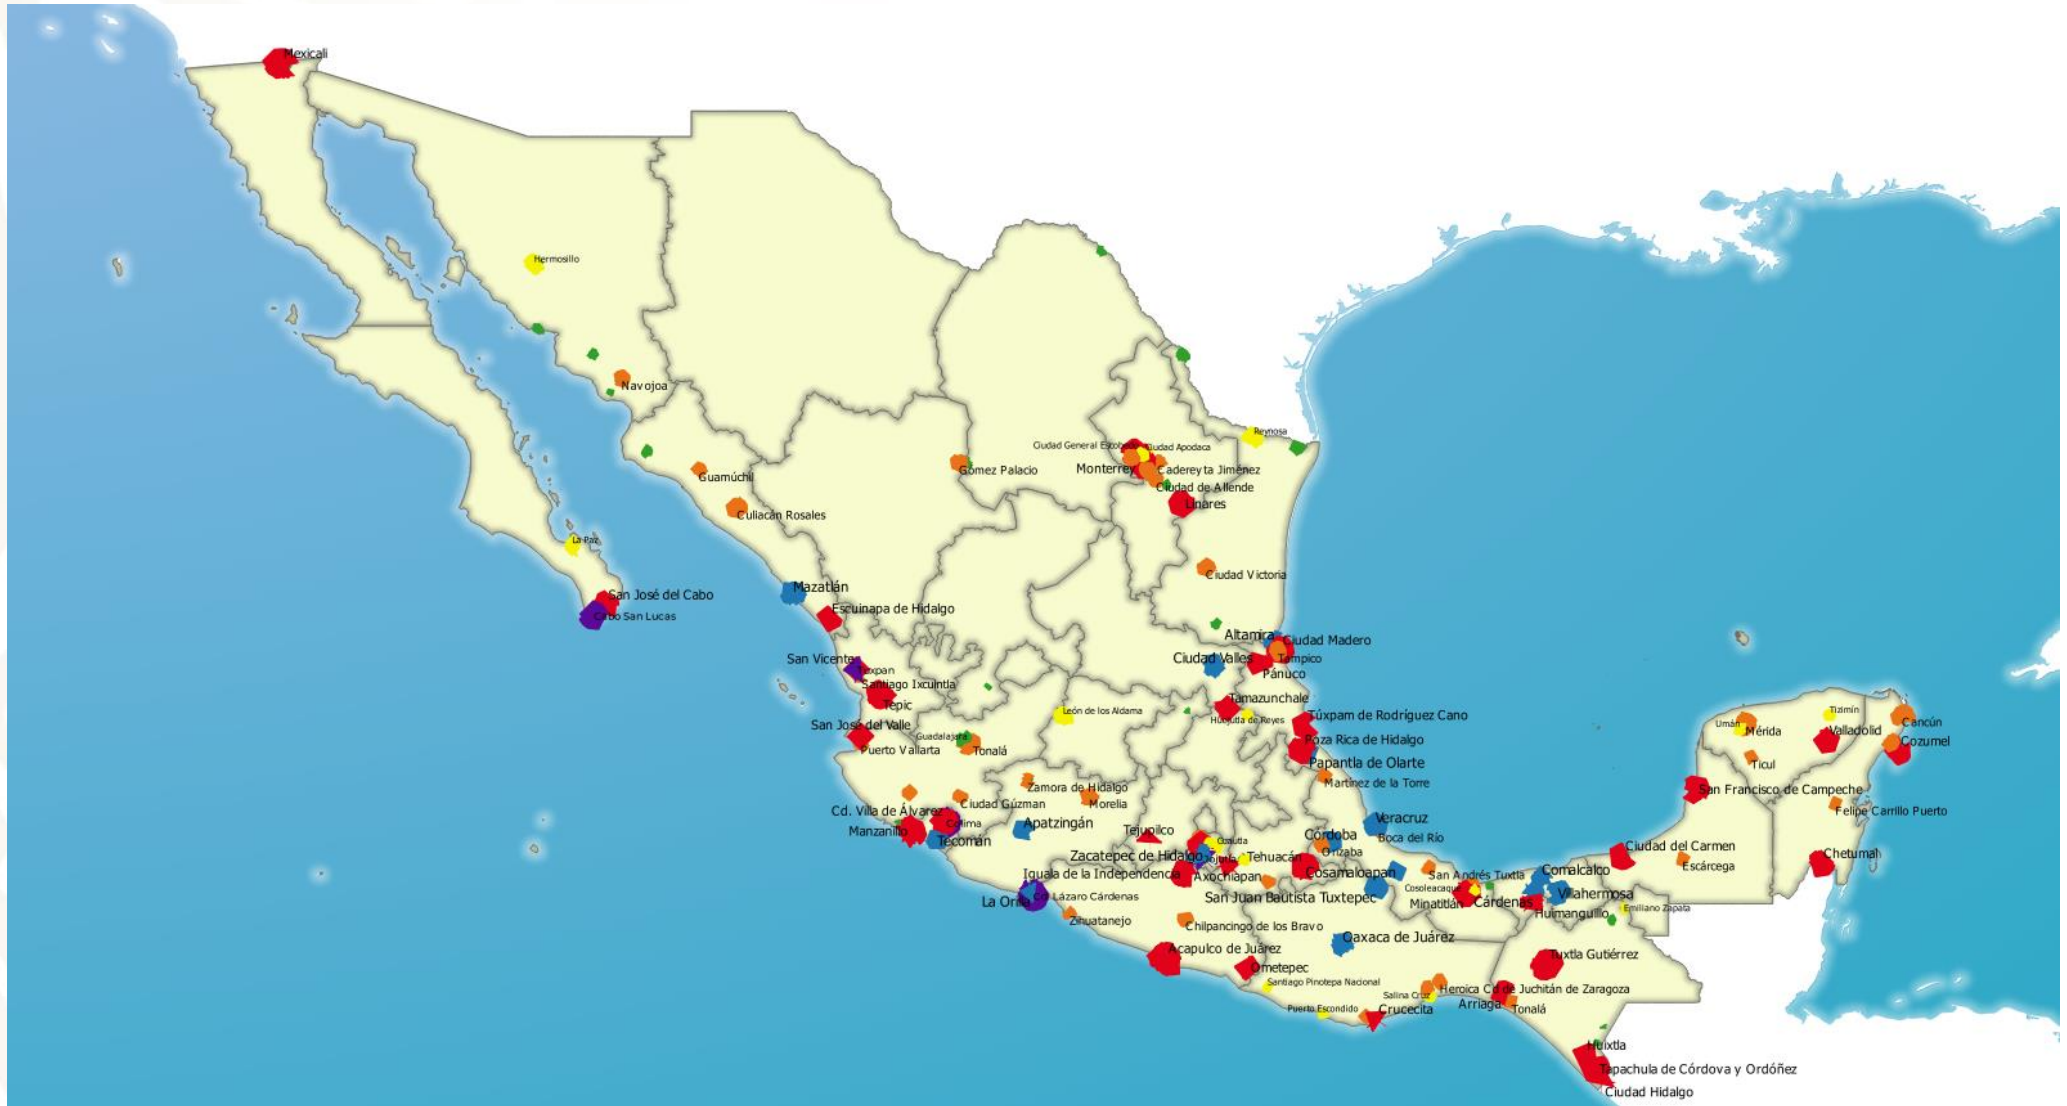 Mexicali
Hermosillo
Navojoa
Reynosa
Ciudad Apodaca
Monterrey
Cadereyta Jiménez
Gómez Palacio
Guamúchil
Ciudad de Allende
Linares
Culiacán Rosales
La Paz
Ciudad Victoria
Mazatlán
San José del Cabo
Escuinapa de Hidalgo
Cabo San Lucas
Altamira
Ciudad Madero
San Vicente
Ciudad Valles
Tampico
Tuxpan
Pánuco
Santiago Ixcuintla
Tamazunchale
Tepic
León de los Aldama
Tizimín
Túxpam de Rodríguez Cano
Huejutla de Reyes
San José del Valle
Umán
Cancún
Mérida
Valladolid
Guadalajara
Poza Rica de Hidalgo
Cozumel
Puerto Vallarta
Tonalá
Papantla de Olarte
Ticul
Martínez de la Torre
Zamora de Hidalgo
San Francisco de Campeche
Ciudad Gúzman
Morelia
Cd. Villa de Álvarez
Felipe Carrillo Puerto
Colima
Apatzingán
Veracruz
Manzanillo
Tejupilco
Córdoba
Boca del Río
Tecomán
Cuautla
Orizaba
Ciudad del Carmen
Zacatepec de Hidalgo
Jojutla
Tehuacán
Chetumal
Escárcega
Iguala de la Independencia
Axochiapan
Cosamaloapan
San Andrés Tuxtla
Comalcalco
Cosoleacaque
La Orilla
Cd Lázaro Cárdenas
San Juan Bautista Tuxtepec
Minatitlán
Cárdenas
Villahermosa
Huimanguillo
Emiliano Zapata
Zihuatanejo
Chilpancingo de los Bravo
Oaxaca de Juárez
Acapulco de Juárez
Tuxtla Gutiérrez
Ometepec
Santiago Pinotepa Nacional
Heroica Cd de Juchitán de Zaragoza
Salina Cruz
Arriaga
Tonalá
Puerto Escondido
Crucecita
Huixtla
Tapachula de Córdova y Ordóñez
Ciudad Hidalgo